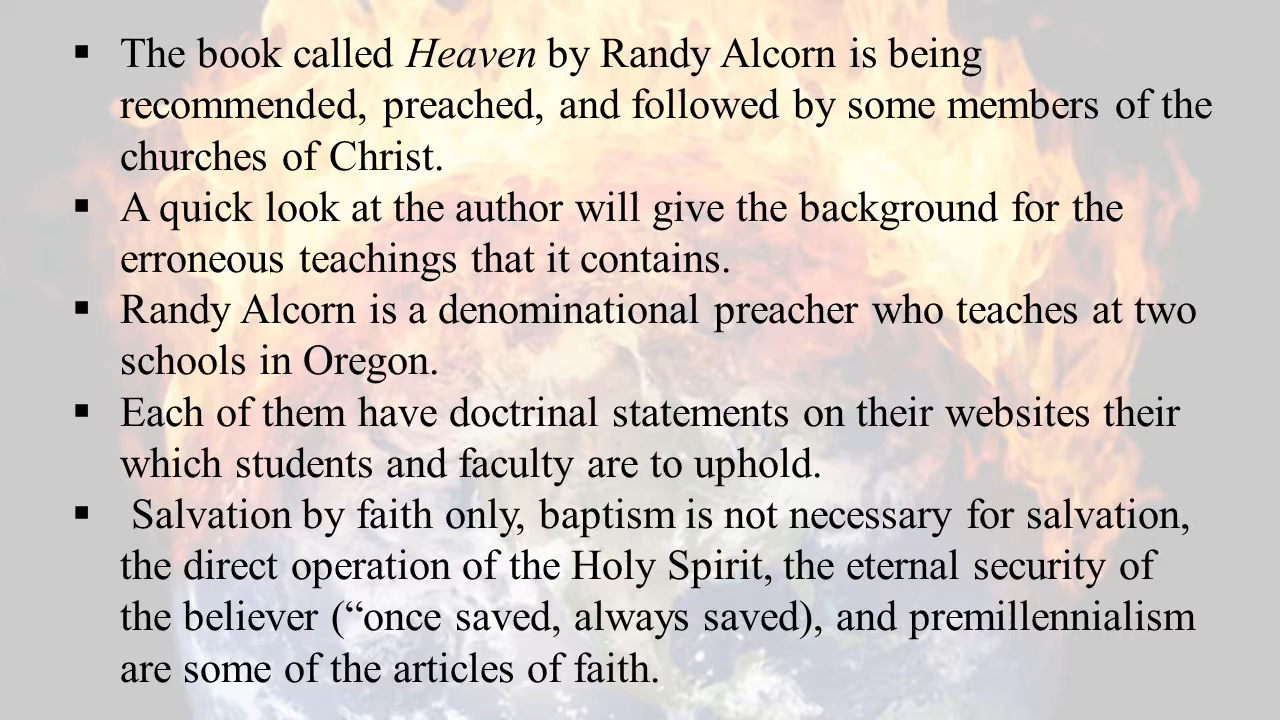 ▪ The book called Heaven by Randy Alcorn is being
recommended, preached, and followed by some members of the
churches of Christ.
▪ A quick look at the author will give the background for the
erroneous teachings that it contains.
▪ Randy Alcorn is a denominational preacher who teaches at two
schools in Oregon.
▪ Each of them have doctrinal statements on their websites their
which students and faculty are to uphold.
▪ Salvation by faith only, baptism is not necessary for salvation,
the direct operation of the Holy Spirit, the eternal security of
the believer (“once saved, always saved), and premillennialism
are some of the articles of faith.